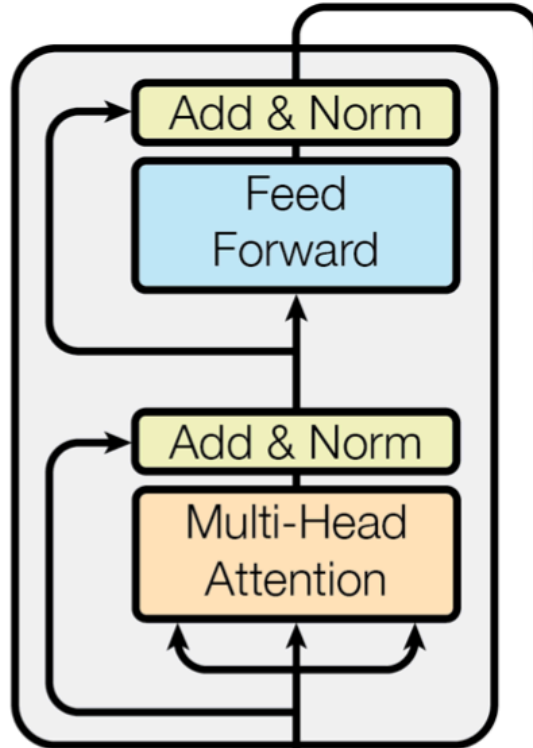 Add & Norm
Feed
Forward
Add & Norm
Multi-Head
Attention